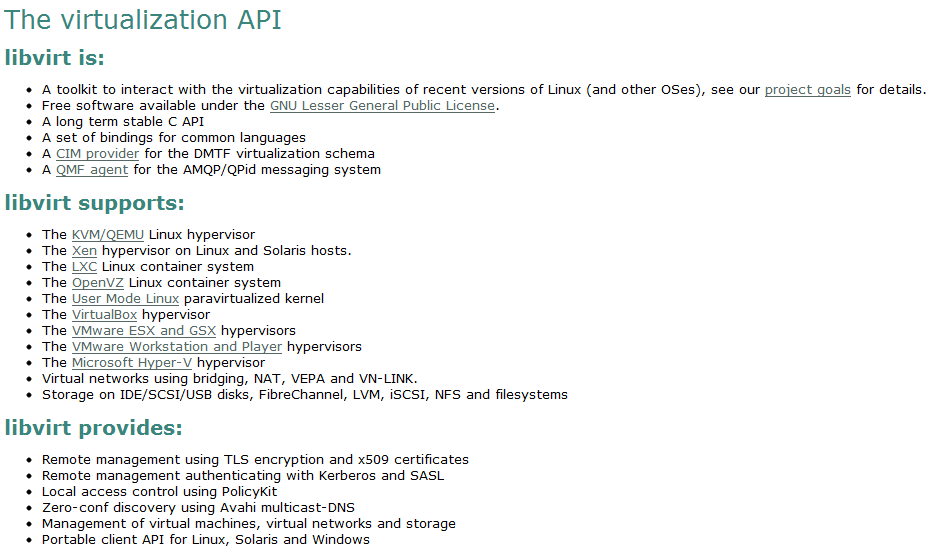 The virtualization API
libvirt is:
A toolkit to interact with the virtualization capabilities of recent versions of Linux (and other OSes), see our project goals for details.
Free software available under the GNU Lesser General Public License.
A long term stable C API
A set of bindings for common languages
A CIM provider for the DMTF virtualization schema
A QMF agent for the AMQP/QPid messaging system
libvirt supports:
The KVM/QEMU Linux hypervisor
The Xen hypervisor on Linux and Solaris hosts.
The LXC Linux container system
The OpenVZ Linux container system
The User Mode Linux paravirtualized kernel
The VirtualBox hypervisor
The VMware ESX and GSX hypervisors
The VMware Workstation and Player hypervisors
The Microsoft Hyper-V hypervisor
Virtual networks using bridging, NAT, VEPA and VN-LINK.
Storage on IDE/SCSI/USB disks, FibreChannel, LVM, iSCSI, NFS and filesystems
libvirt provides:
Remote management using TLS encryption and x509 certificates
Remote management authenticating with Kerberos and SASL
Local access control using PolicyKit
Zero-conf discovery using Avahi multicast-DNS
Management of virtual machines, virtual networks and storage
Portable client API for Linux, Solaris and Windows